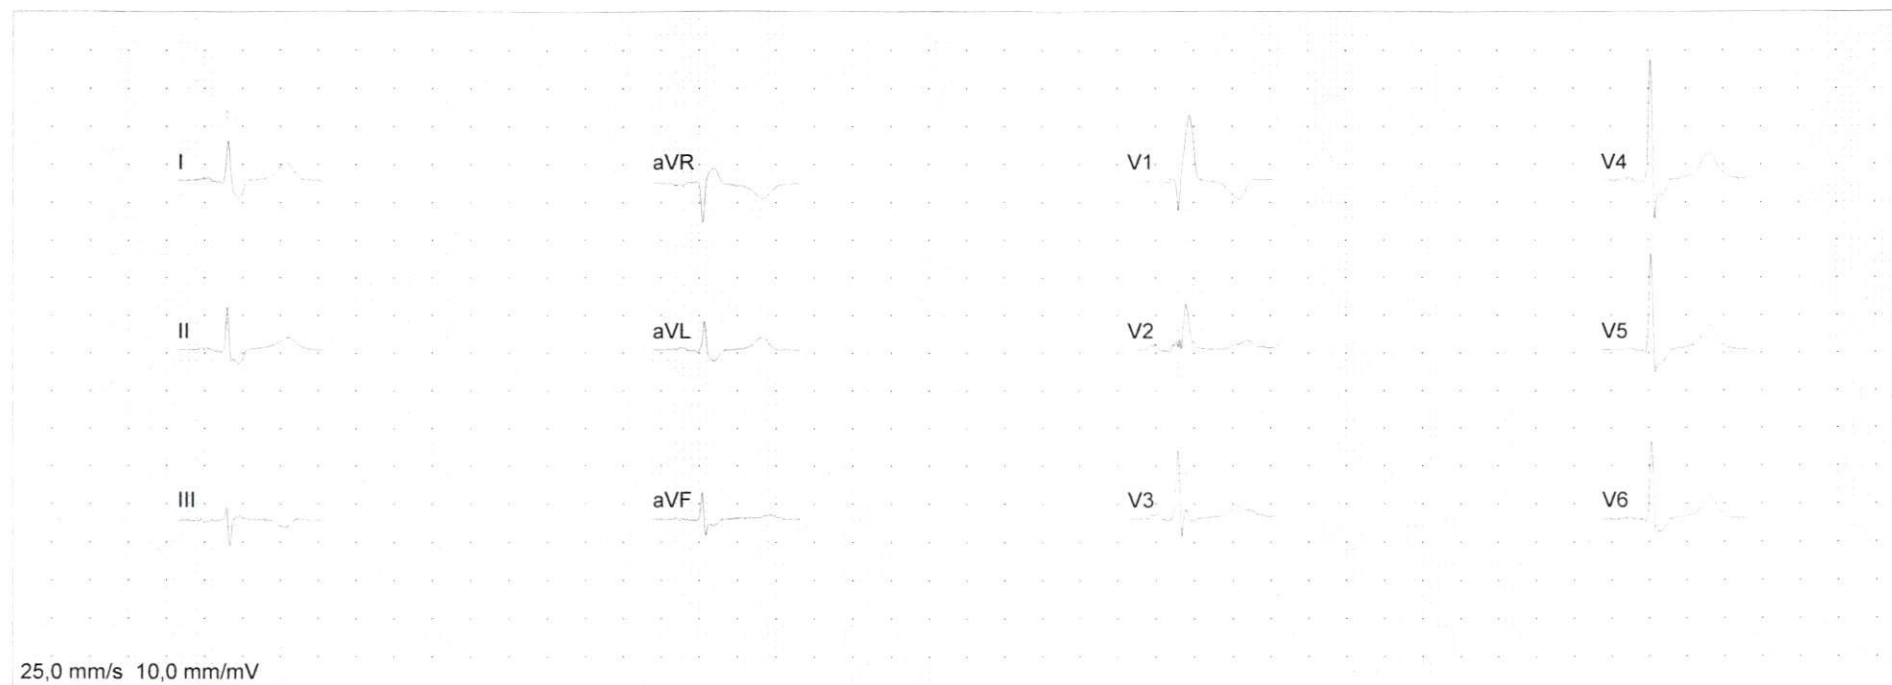 I aVR V1 V4
II aVL V2 V5
III aVF V3 V6
25,0 mm/s 10,0 mm/mV